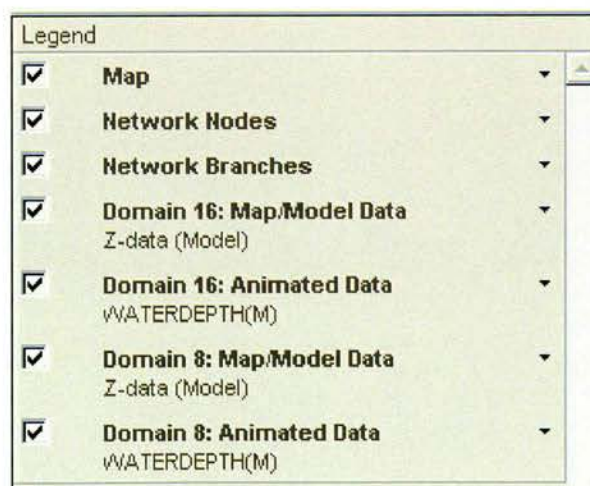 Legend
Map
Network Nodes
Network Branches
Domain 16: Map/Model Data
Z-data (Model)
Domain 16: Animated Data
WATERDEPTH(M)
Domain 8: Map/Model Data
Z-data (Model)
Domain 8: Animated Data
WATERDEPTH(M)